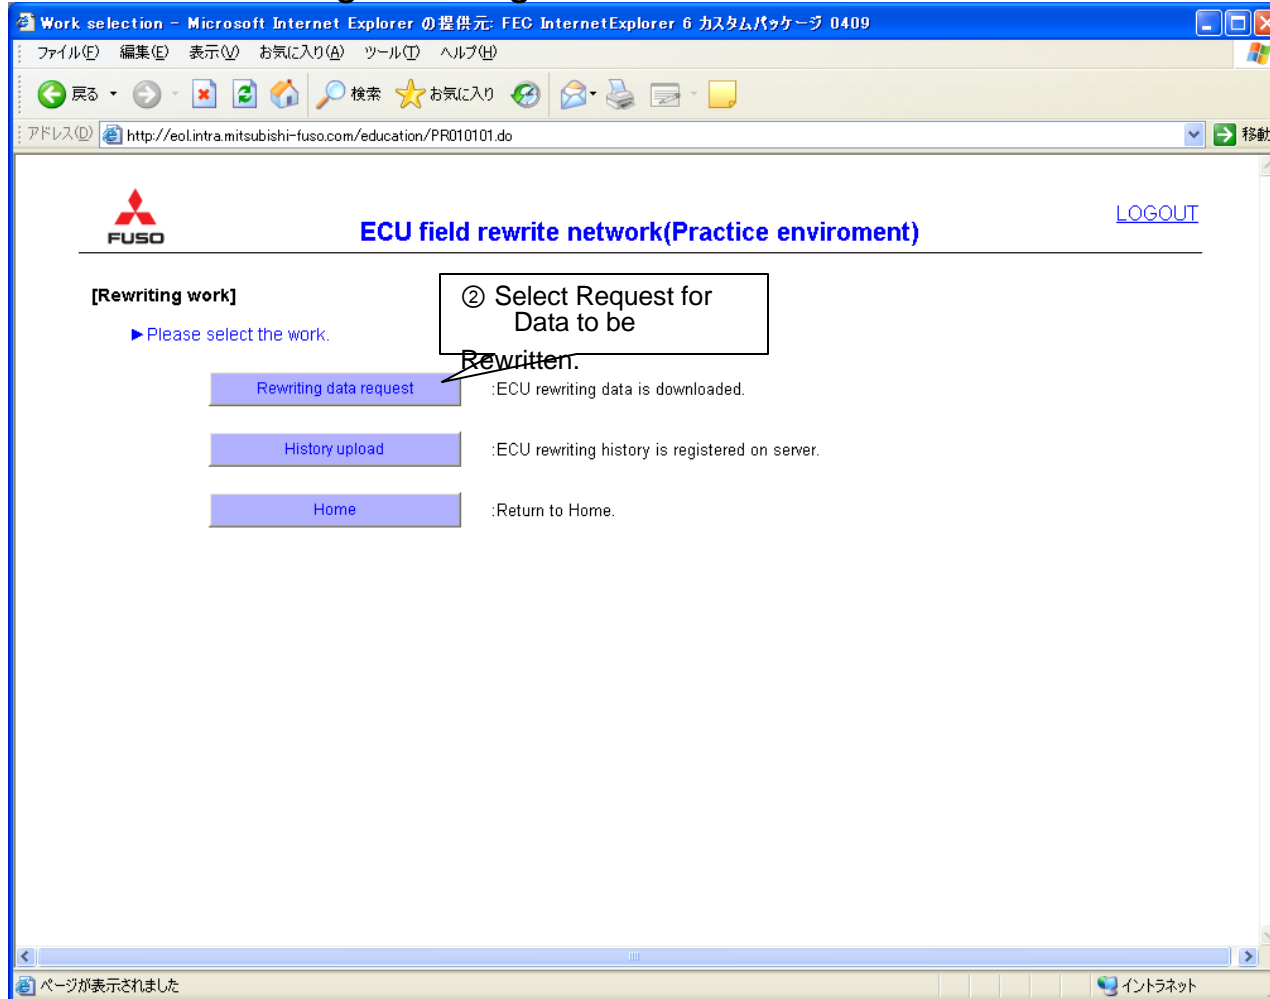 Work selection - Microsoft Internet Explorer の提供元: FEC InternetExplorer 6 カスタムパッケージ 0409
ファイル(F) 編集(E) 表示(V) お気に入り(A) ツール(T) ヘルプ(H)
戻る 検索 お気に入り
アドレス(D) http://eol.intra.mitsubishi-fuso.com/education/PR010101.do 移動
LOGOUT
FUSO
ECU field rewrite network(Practice enviroment)
[Rewriting work]
② Select Request for
Data to be
Rewritten.
►Please select the work.
Rewriting data request :ECU rewriting data is downloaded.
History upload :ECU rewriting history is registered on server.
Home :Return to Home.
ページが表示されました イントラネット